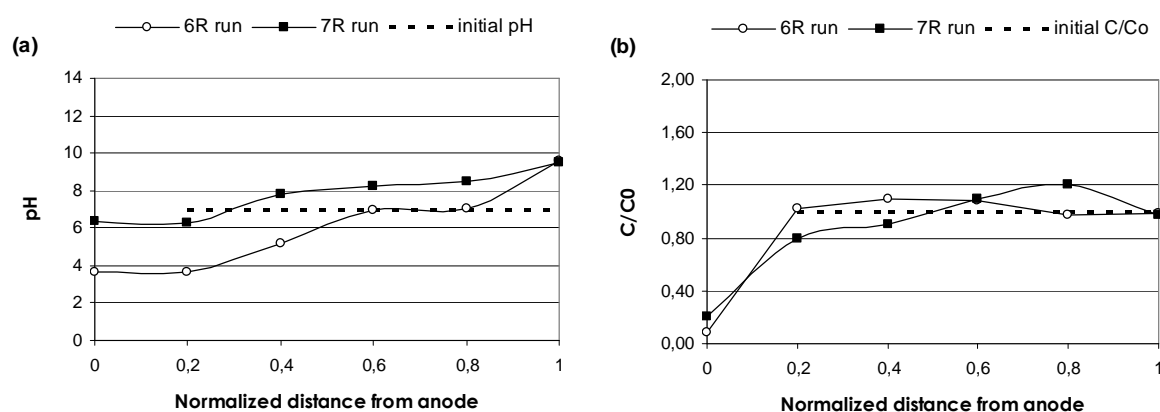 6R run 7R run initial pH
(a)
14
12
10
8
6
4
2
0
pH
0 0,2 0,4 0,6 0,8 1
Normalized distance from anode
6R run 7R run initial C/Co
(b)
2,00
1,60
1,20
0,80
0,40
0,00
C/C0
0 0,2 0,4 0,6 0,8 1
Normalized distance from anode